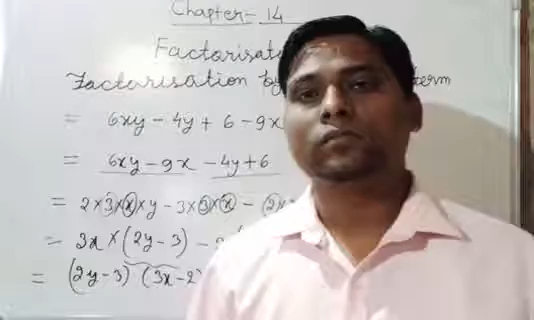 Chapter- 14
Factorisat
Factorisation by term
= 6xy - 4y + 6 - 9x
= 6xy - 9x - 4y + 6
= 2×3×x×y - 3×3×x - (2×
= 3x × (2y - 3) -
= (2y - 3) (3x - 2)